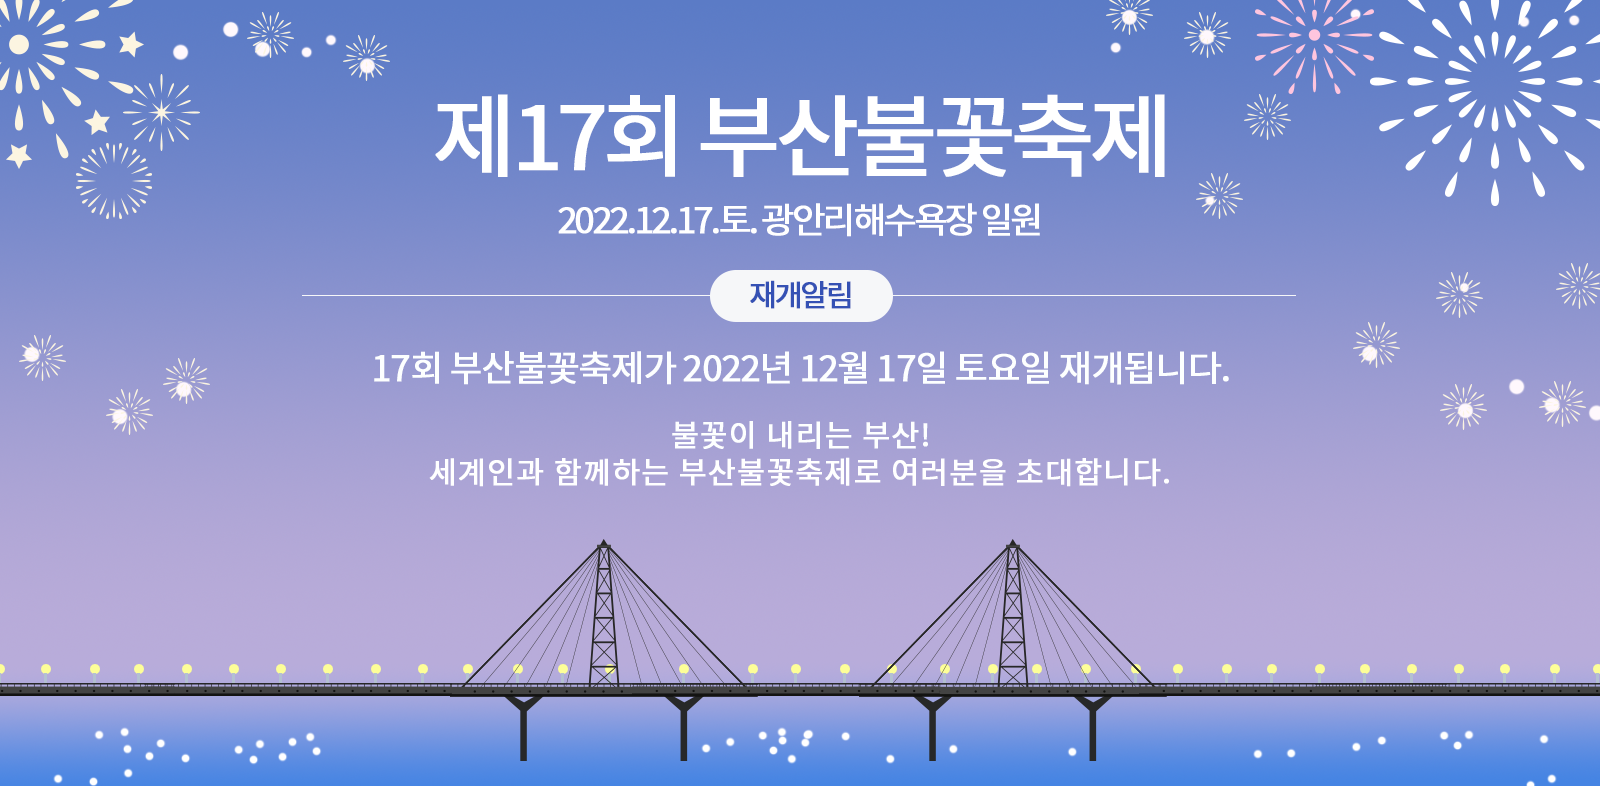 제17회 부산불꽃축제
2022.12.17.토. 광안리해수욕장 일원
재개알림
17회 부산불꽃축제가 2022년 12월 17일 토요일 재개됩니다.
불꽃이 내리는 부산!
세계인과 함께하는 부산불꽃축제로 여러분을 초대합니다.